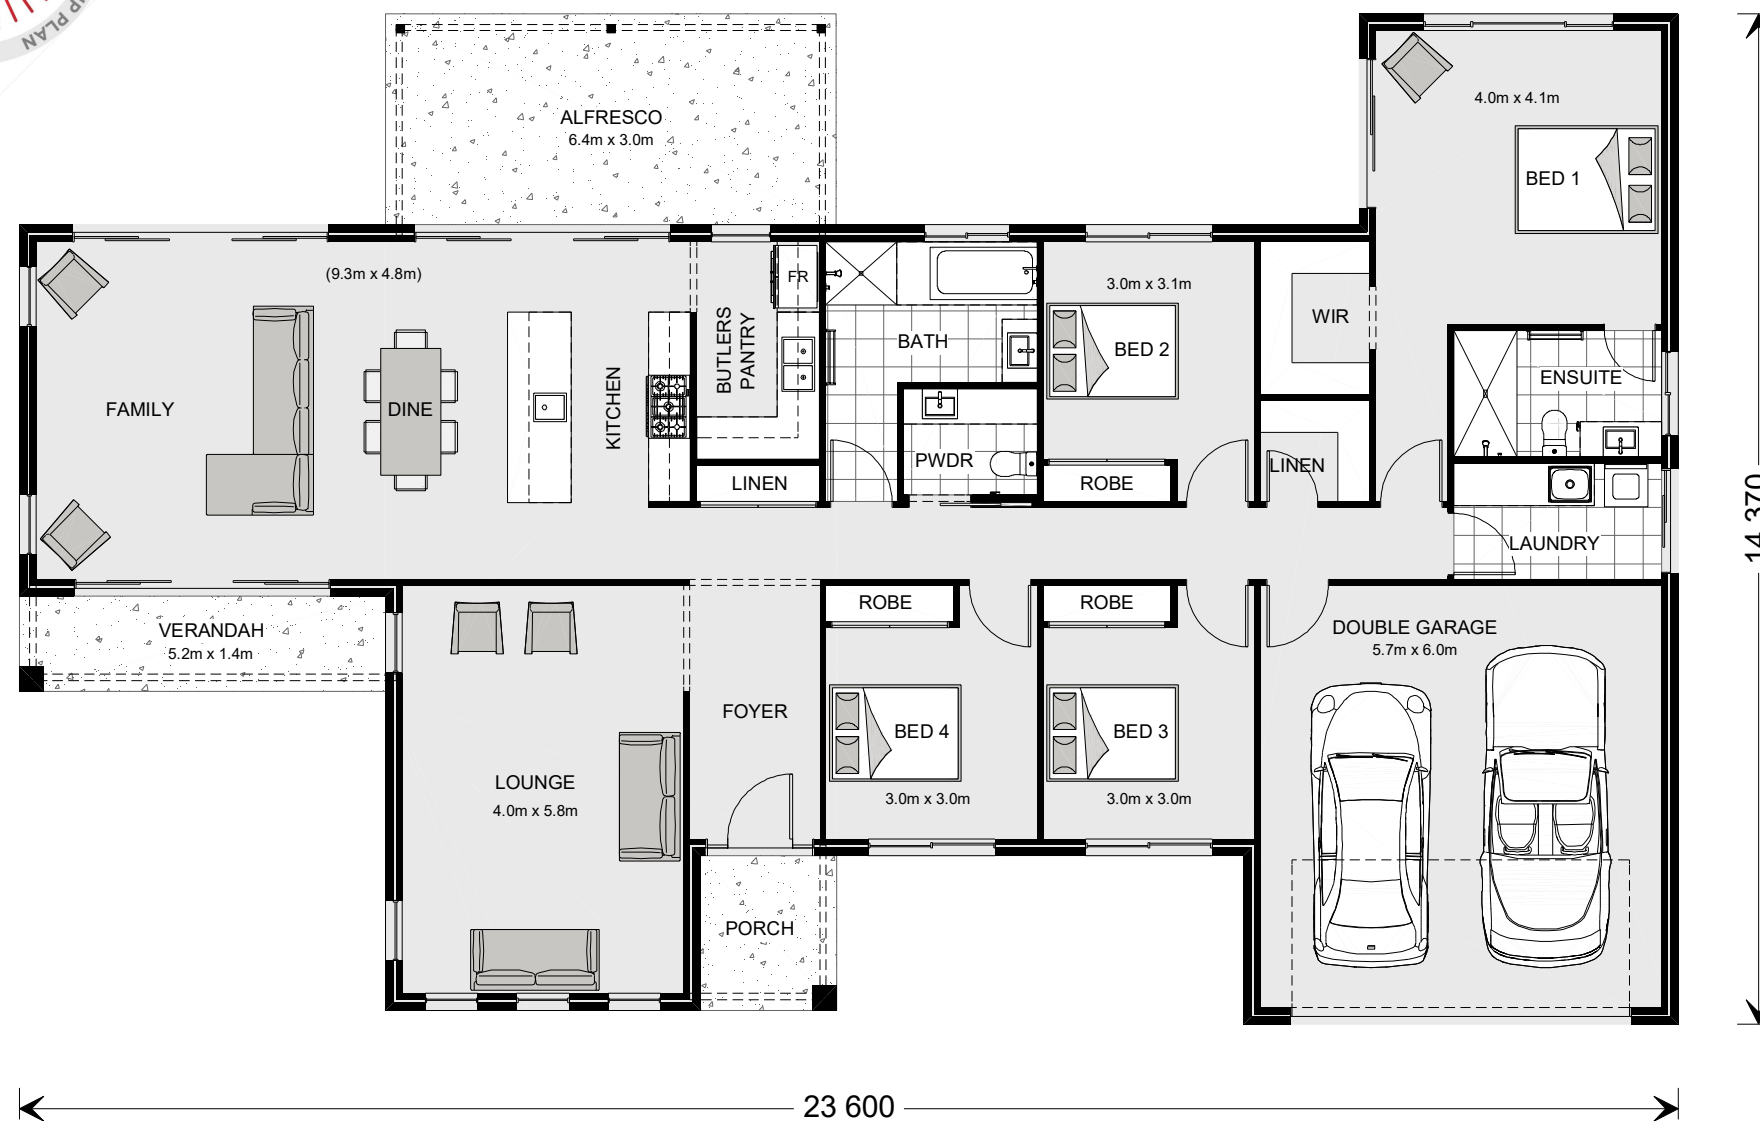 UP PLAN
ALFRESCO
6.4m x 3.0m
4.0m x 4.1m
BED 1
(9.3m x 4.8m)
FR
3.0m x 3.1m
BUTLERS
PANTRY
WIR
BATH
BED 2
FAMILY
DINE
KITCHEN
ENSUITE
PWDR
LINEN
LINEN
ROBE
LAUNDRY
14 370
VERANDAH
5.2m x 1.4m
ROBE
ROBE
DOUBLE GARAGE
5.7m x 6.0m
FOYER
BED 4
BED 3
LOUNGE
4.0m x 5.8m
3.0m x 3.0m
3.0m x 3.0m
PORCH
23 600